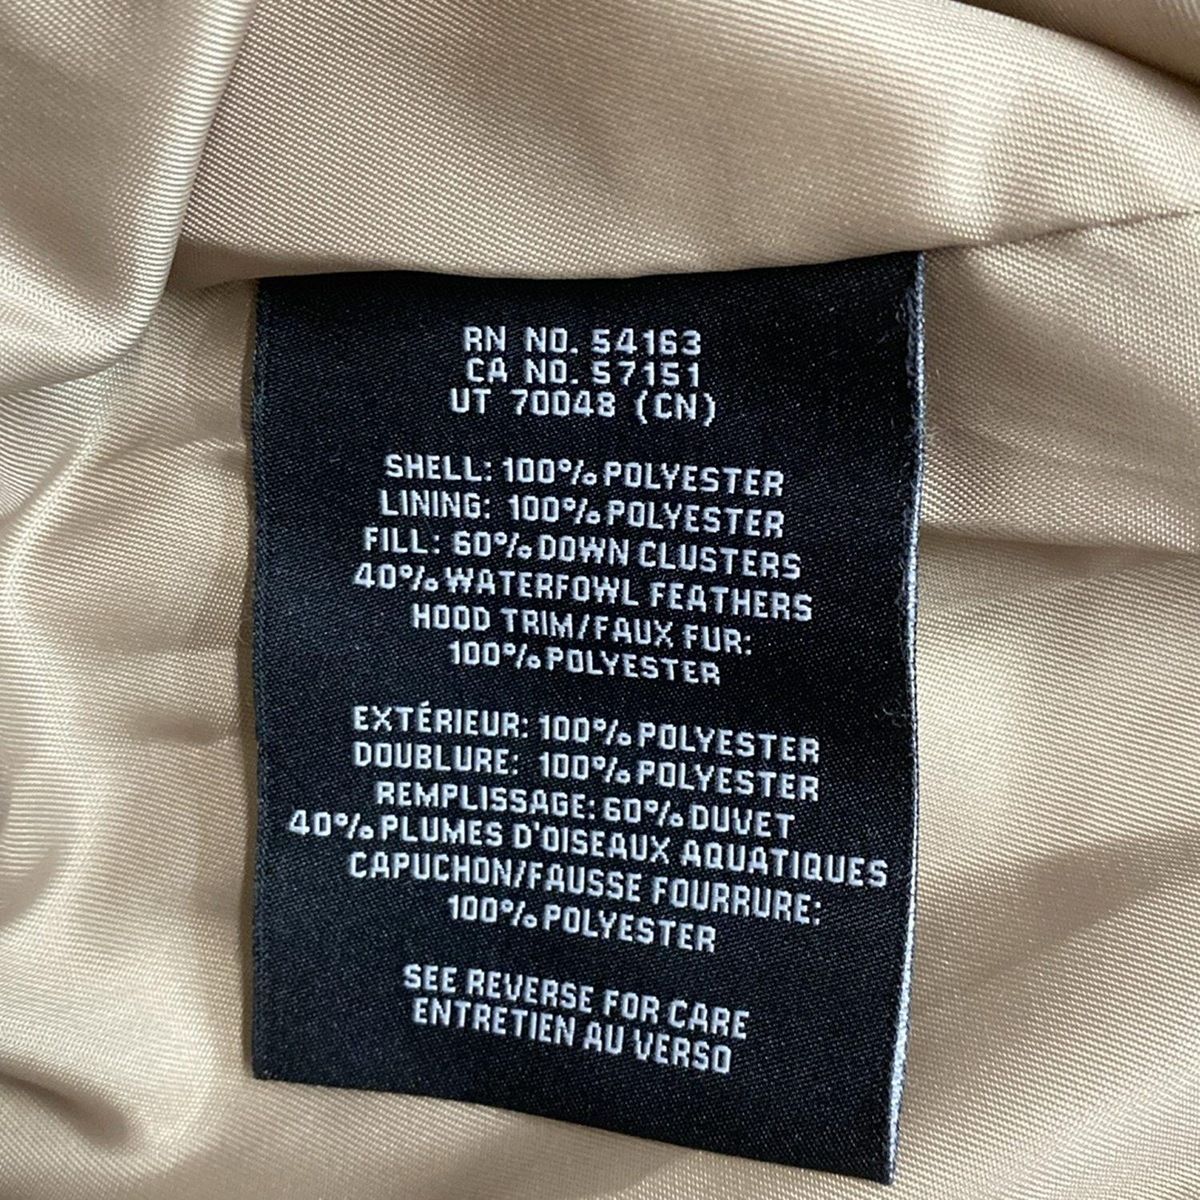 RN NO. 54163
CA NO. 57151
UT 70048 (CN)
SHELL: 100% POLYESTER
LINING: 100% POLYESTER
FILL: 60% DOWN CLUSTERS
40% WATERFOWL FEATHERS
HOOD TRIM/FAUX FUR:
100% POLYESTER
EXTÉRIEUR: 100% POLYESTER
DOUBLURE: 100% POLYESTER
REMPLISSAGE: 60% DUVET
40% PLUMES D'OISEAUX AQUATIQUES
CAPUCHON/FAUSSE FOURRURE:
100% POLYESTER
SEE REVERSE FOR CARE
ENTRETIEN AU VERSO